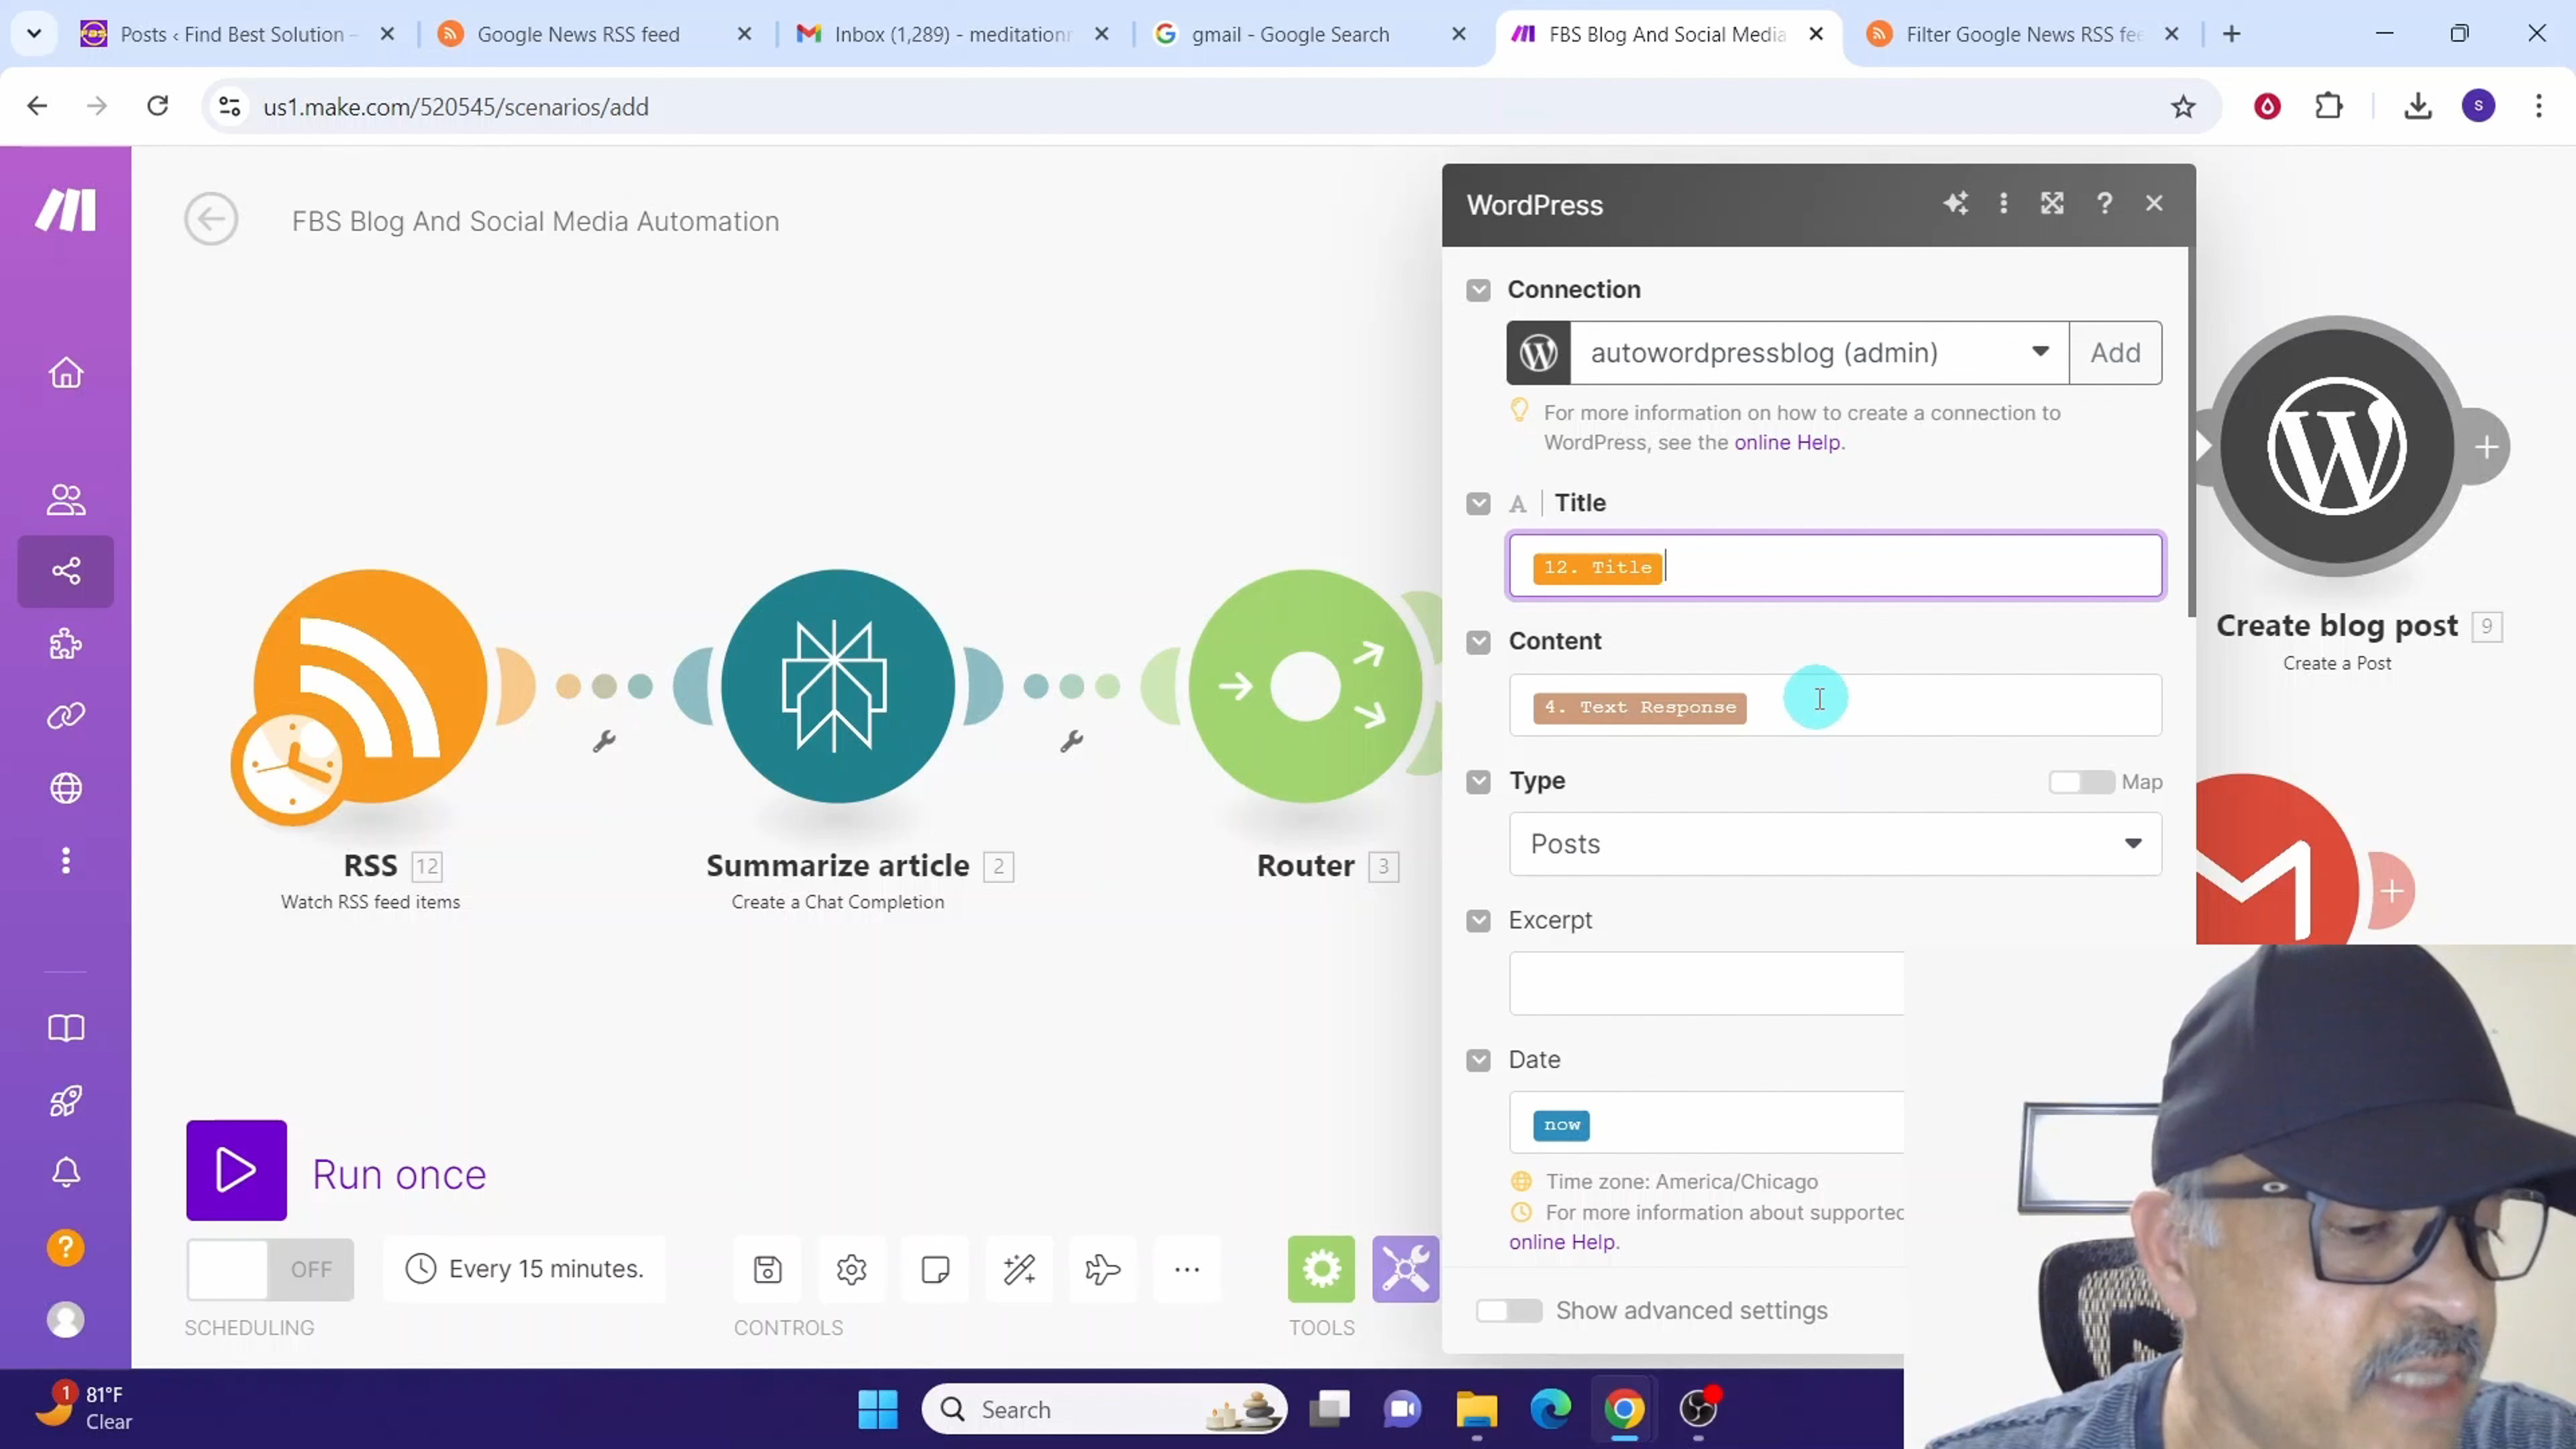 Posts ‹ Find Best Solution –
Google News RSS feed
Inbox (1,289) - meditationr
gmail - Google Search
FBS Blog And Social Media
Filter Google News RSS fee
us1.make.com/520545/scenarios/add
S
FBS Blog And Social Media Automation
WordPress
Connection
autowordpressblog (admin)
Add
For more information on how to create a connection to
WordPress, see the online Help.
A Title
12. Title
Content
4. Text Response
Type
Map
Posts
Excerpt
Date
now
Time zone: America/Chicago
For more information about supported
online Help.
Show advanced settings
RSS 12
Watch RSS feed items
Summarize article 2
Create a Chat Completion
Router 3
Create blog post 9
Create a Post
Run once
OFF
Every 15 minutes.
SCHEDULING
CONTROLS
TOOLS
1
81°F
Clear
Search